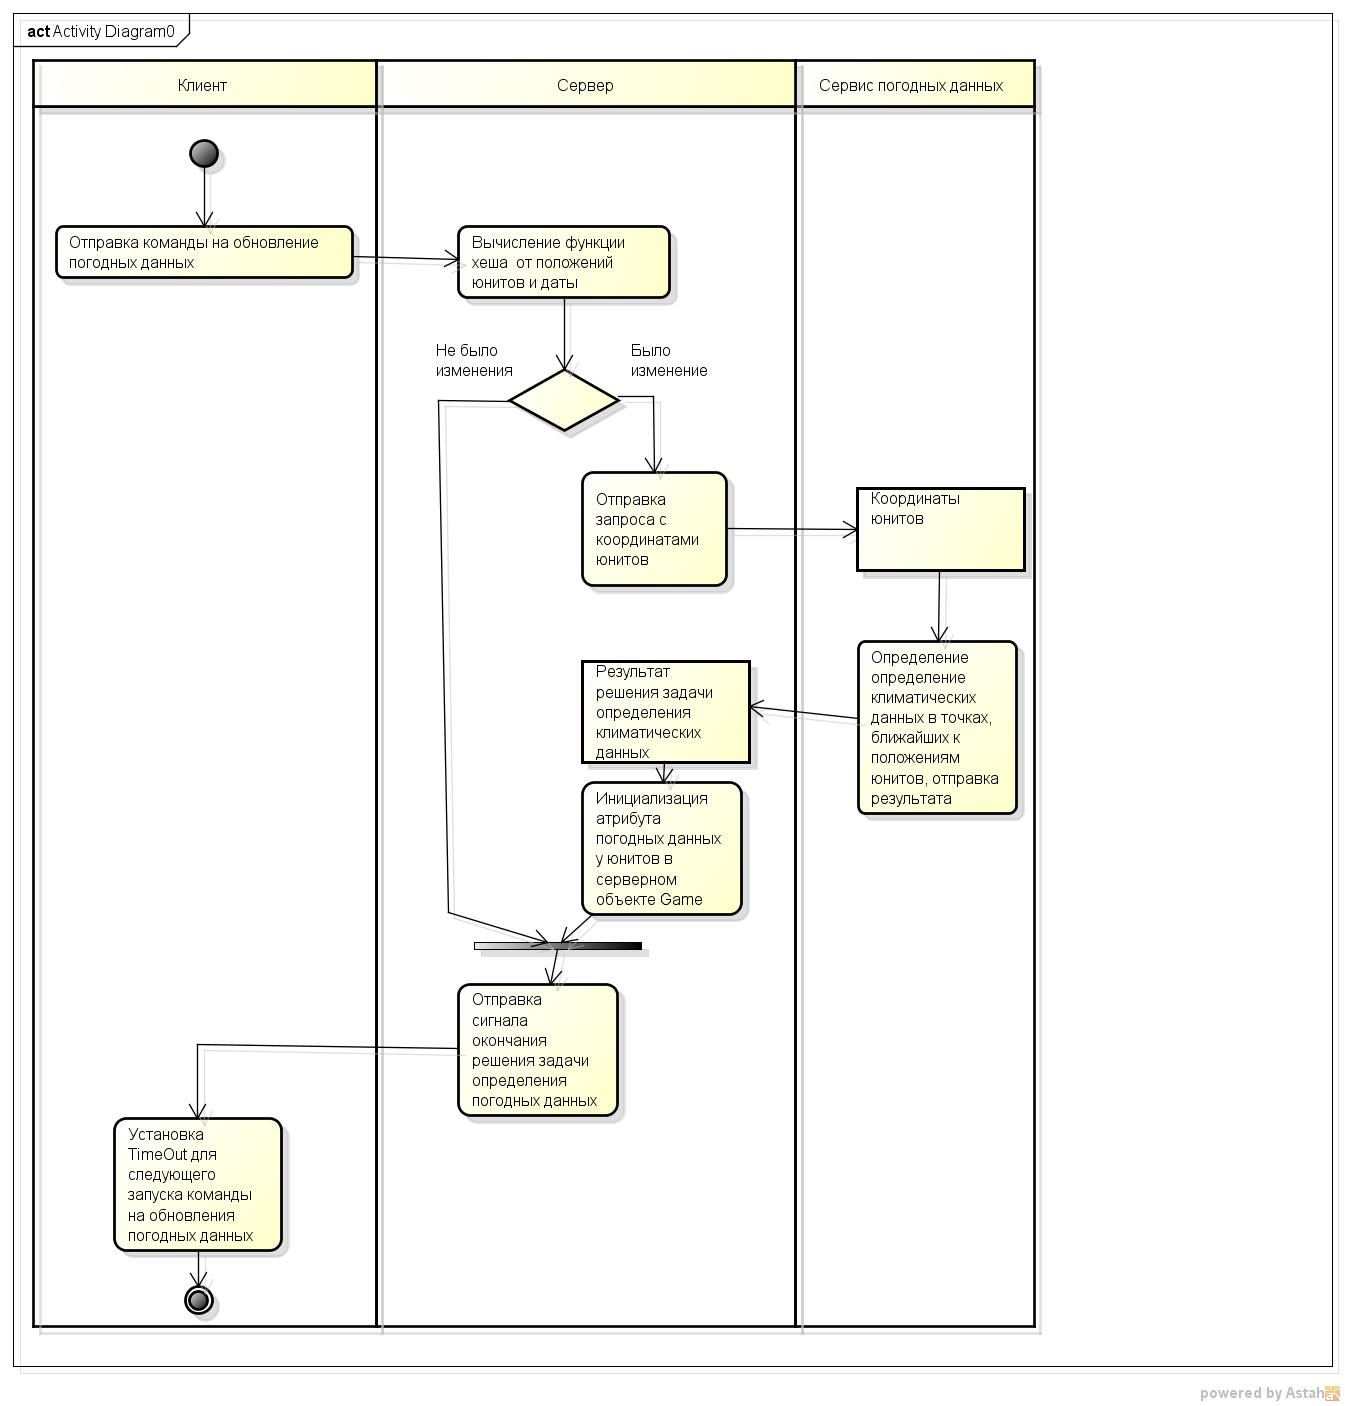 act Activity Diagram0
Клиент
Сервер
Сервис погодных данных
Отправка команды на обновление
погодных данных
Вычисление функции
хеша от положений
юнитов и даты
Не было
изменения
Было
изменение
Отправка
запроса с
координатами
юнитов
Координаты
юнитов
Определение
определение
климатических
данных в точках,
ближайших к
положениям
юнитов, отправка
результата
Результат
решения задачи
определения
климатических
данных
Инициализация
атрибута
погодных данных
у юнитов в
серверном
объекте Game
Отправка
сигнала
окончания
решения задачи
определения
погодных данных
Установка
TimeOut для
следующего
запуска команды
на обновления
погодных данных
powered by Astah